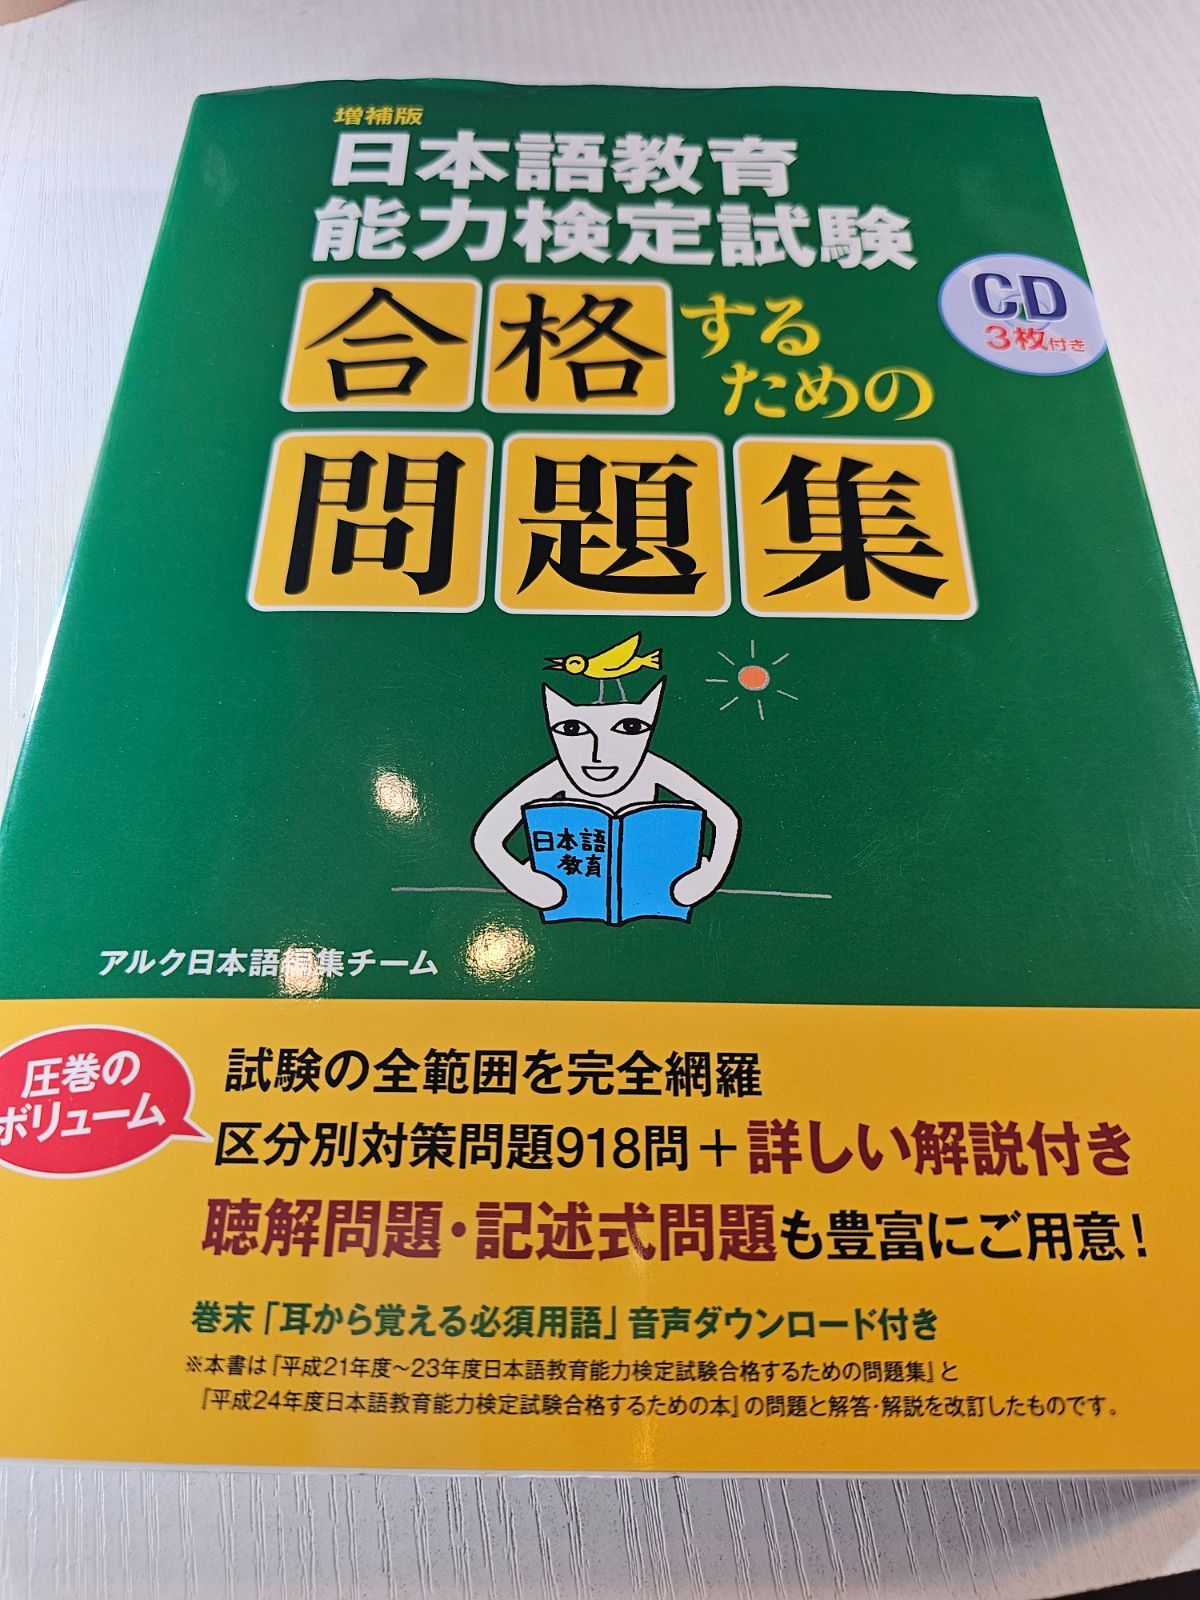 増補版
日本語教育
能力検定試験
合格するための
問題集
CD
3枚付き
日本語
教育
アルク日本語編集チーム
圧巻の
ボリューム
試験の全範囲を完全網羅
区分別対策問題918問＋詳しい解説付き
聴解問題・記述式問題も豊富にご用意！
巻末「耳から覚える必須用語」音声ダウンロード付き
※本書は『平成21年度〜23年度日本語教育能力検定試験合格するための問題集』と
『平成24年度日本語教育能力検定試験合格するための本』の問題と解答・解説を改訂したものです。